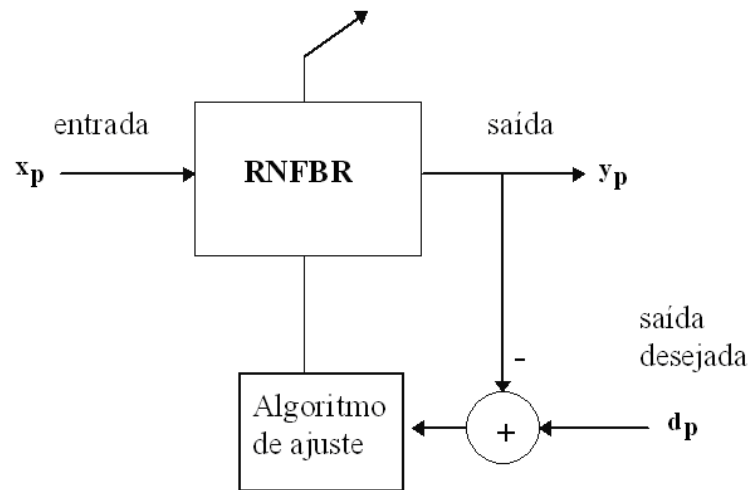 entrada
saída
x_p
RNFBR
y_p
saída
desejada
-
Algoritmo
de ajuste
+
d_p